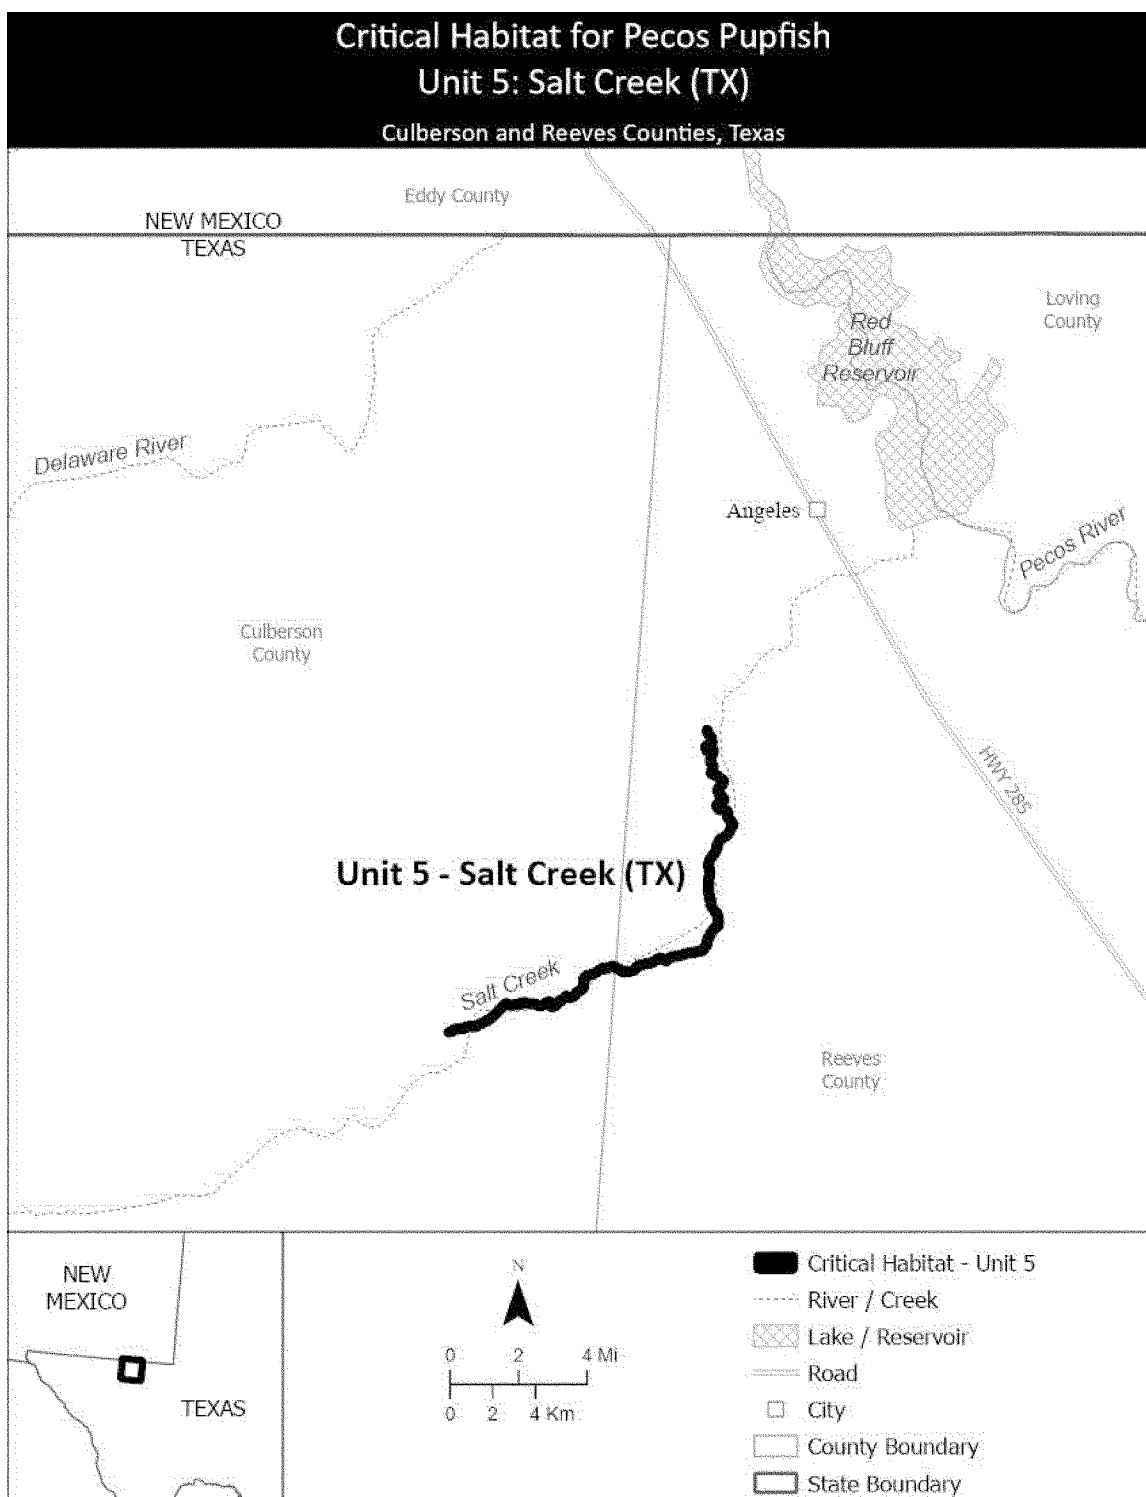 Critical Habitat for Pecos Pupfish
Unit 5: Salt Creek (TX)
Culberson and Reeves Counties, Texas
Eddy County
NEW MEXICO
TEXAS
Loving
County
Red
Bluff
Reservoir
Delaware River
Angeles
Pecos River
Culberson
County
HWY 285
Unit 5 - Salt Creek (TX)
Salt Creek
Reeves
County
NEW
MEXICO
TEXAS
N
0 2 4 Mi
0 2 4 Km
Critical Habitat - Unit 5
River / Creek
Lake / Reservoir
Road
City
County Boundary
State Boundary